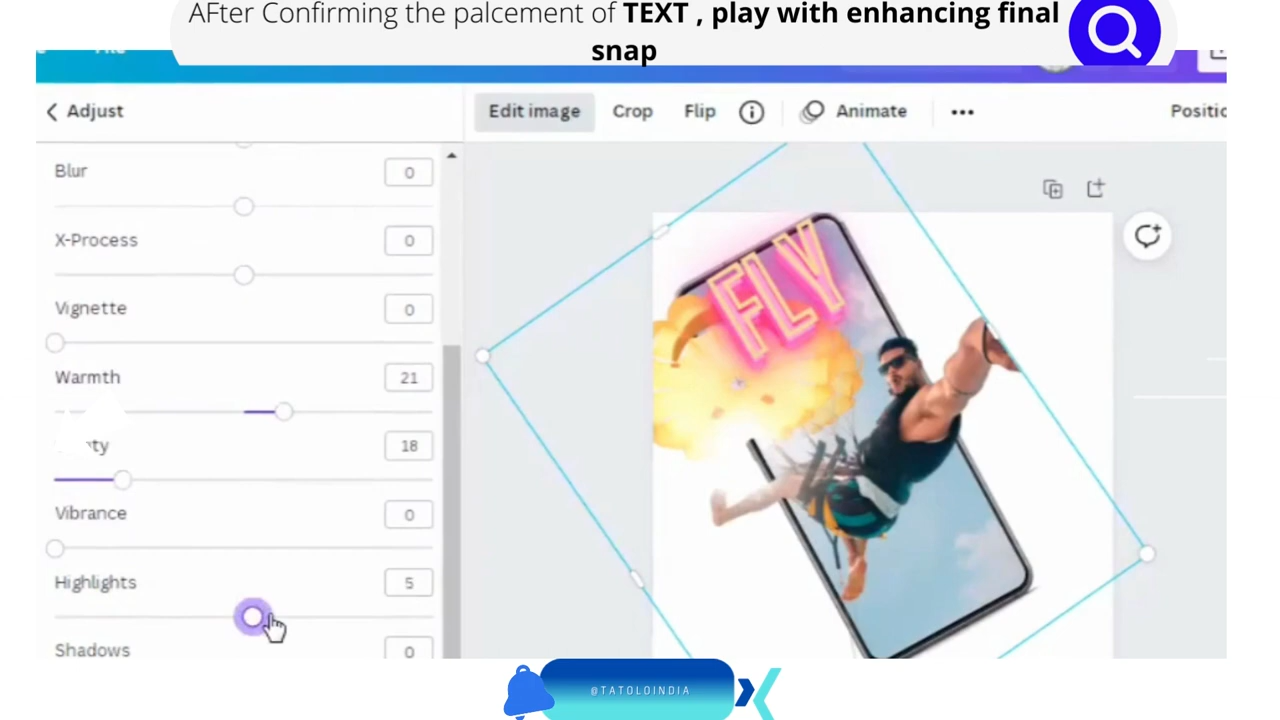 AFter Confirming the palcement of TEXT , play with enhancing final
snap
Adjust
Edit image
Crop
Flip
Animate
Blur
0
X-Process
0
Vignette
0
Warmth
21
18
Vibrance
0
Highlights
5
Shadows
0
FLY
@TATOLOINDIA